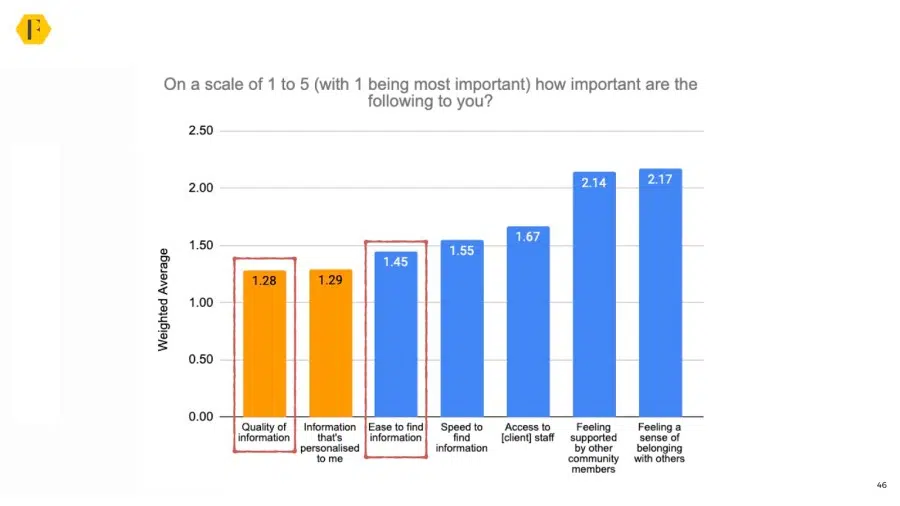 F
On a scale of 1 to 5 (with 1 being most important) how important are the
following to you?
2.50
2.00
1.50
1.00
0.50
0.00
Weighted Average
1.28
1.29
1.45
1.55
1.67
2.14
2.17
Quality of
information
Information
that's
personalised
to me
Ease to find
information
Speed to
find
information
Access to
[client] staff
Feeling
supported
by other
community
members
Feeling a
sense of
belonging
with others
46